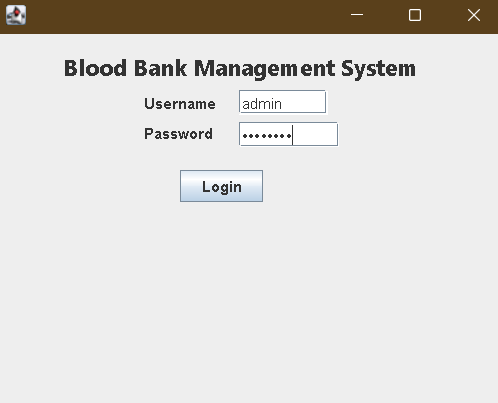 Blood Bank Management System
Username admin
Password ••••••••
Login